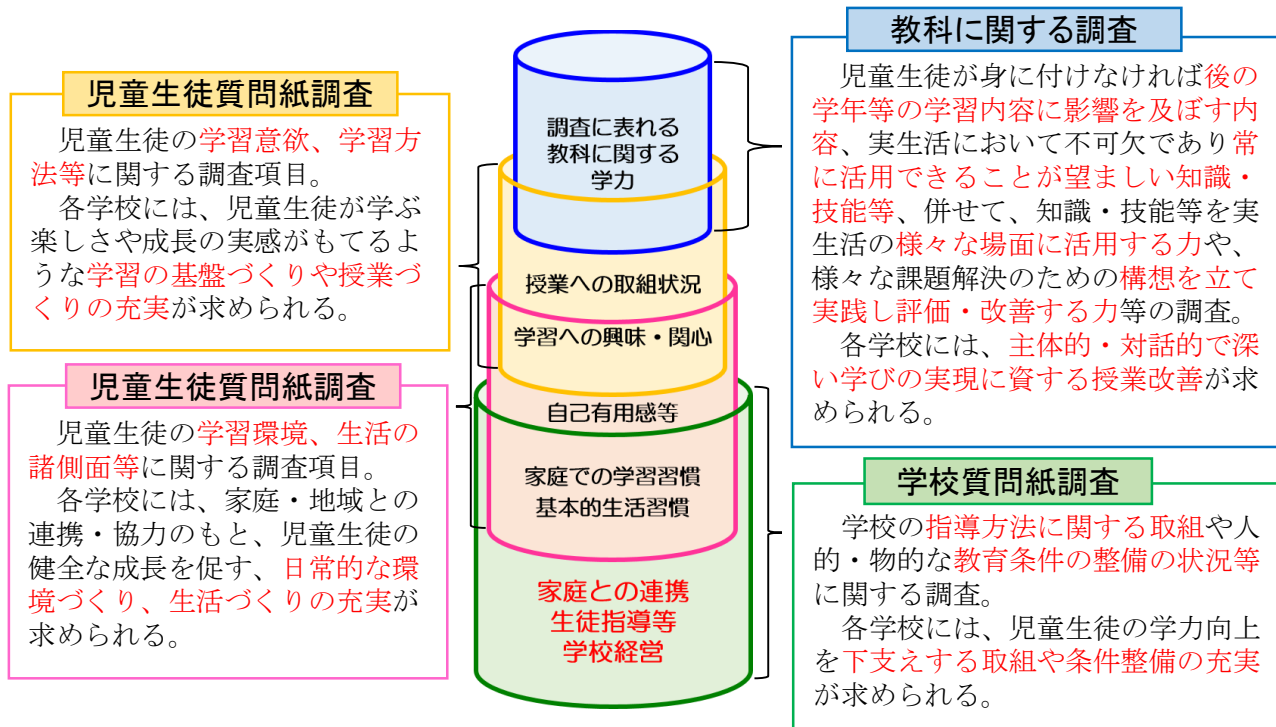 児童生徒質問紙調査
児童生徒の学習意欲、学習方
法等に関する調査項目。
各学校には、児童生徒が学ぶ
楽しさや成長の実感がもてるよ
うな学習の基盤づくりや授業づ
くりの充実が求められる。
児童生徒質問紙調査
児童生徒の学習環境、生活の
諸側面等に関する調査項目。
各学校には、家庭・地域との
連携・協力のもと、児童生徒の
健全な成長を促す、日常的な環
境づくり、生活づくりの充実が
求められる。
調査に表れる
教科に関する
学力
授業への取組状況
学習への興味・関心
自己有用感等
家庭での学習習慣
基本的生活習慣
家庭との連携
生徒指導等
学校経営
教科に関する調査
児童生徒が身に付けなければ後の
学年等の学習内容に影響を及ぼす内
容、実生活において不可欠であり常
に活用できることが望ましい知識・
技能等、併せて、知識・技能等を実
生活の様々な場面に活用する力や、
様々な課題解決のための構想を立て
実践し評価・改善する力等の調査。
各学校には、主体的・対話的で深
い学びの実現に資する授業改善が求
められる。
学校質問紙調査
学校の指導方法に関する取組や人
的・物的な教育条件の整備の状況等
に関する調査。
各学校には、児童生徒の学力向上
を下支えする取組や条件整備の充実
が求められる。